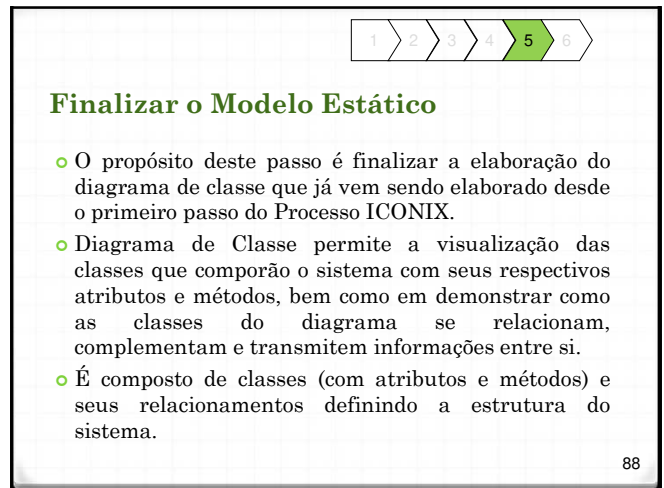 1 2 3 4 5 6
Finalizar o Modelo Estático
O propósito deste passo é finalizar a elaboração do
diagrama de classe que já vem sendo elaborado desde
o primeiro passo do Processo ICONIX.
Diagrama de Classe permite a visualização das
classes que comporão o sistema com seus respectivos
atributos e métodos, bem como em demonstrar como
as classes do diagrama se relacionam,
complementam e transmitem informações entre si.
É composto de classes (com atributos e métodos) e
seus relacionamentos definindo a estrutura do
sistema.
88